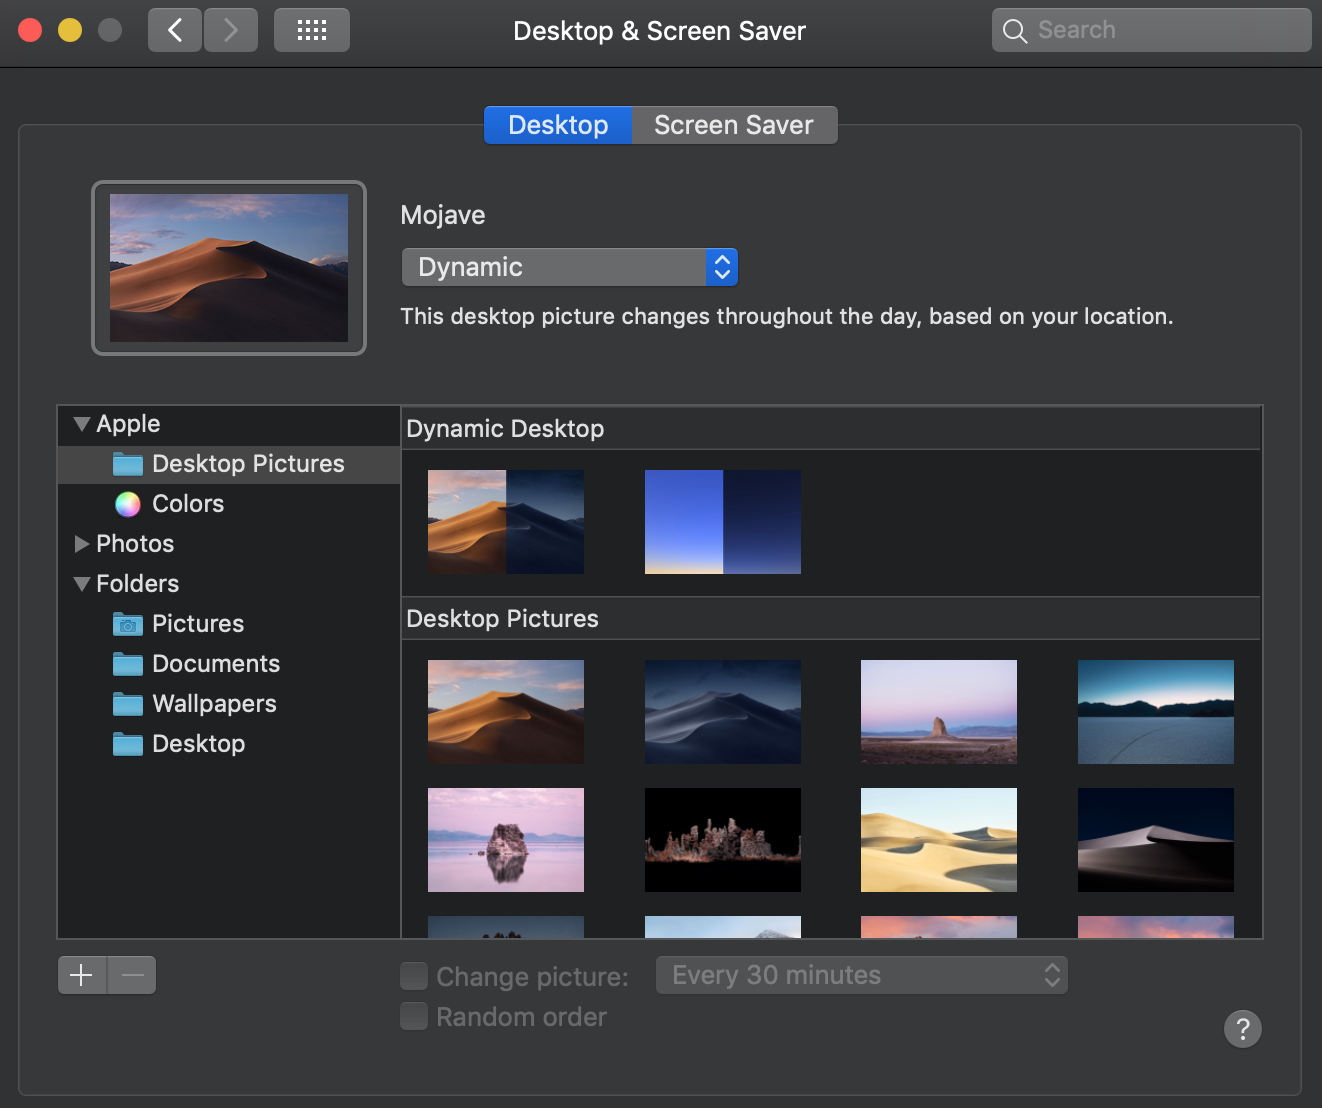 Desktop & Screen Saver
Search
Desktop
Screen Saver
Mojave
Dynamic
This desktop picture changes throughout the day, based on your location.
Apple
Desktop Pictures
Colors
Photos
Folders
Pictures
Documents
Wallpapers
Desktop
Dynamic Desktop
Desktop Pictures
Change picture:
Every 30 minutes
Random order
?